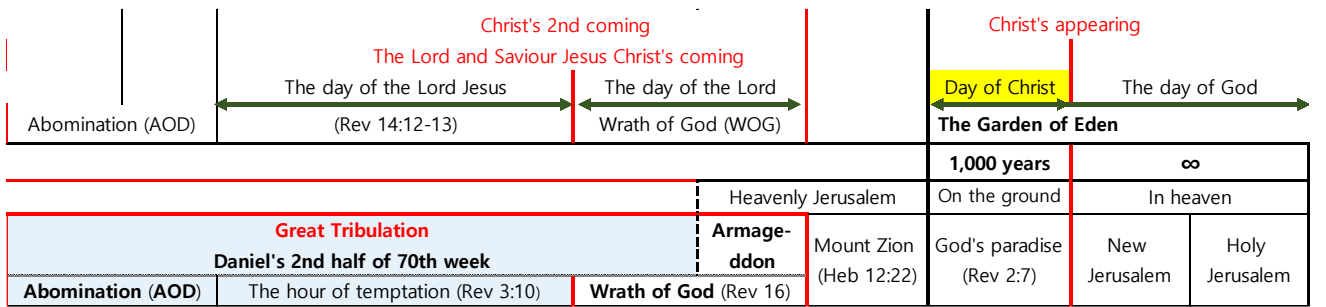 Christ's 2nd coming
Christ's appearing
The Lord and Saviour Jesus Christ's coming
The day of the Lord Jesus
The day of the Lord
Day of Christ
The day of God
Abomination (AOD)
(Rev 14:12-13)
Wrath of God (WOG)
The Garden of Eden
1,000 years
∞
Heavenly Jerusalem
On the ground
In heaven
Great Tribulation
Daniel's 2nd half of 70th week
Armage-
ddon
Mount Zion
(Heb 12:22)
God's paradise
(Rev 2:7)
New
Jerusalem
Holy
Jerusalem
Abomination (AOD)
The hour of temptation (Rev 3:10)
Wrath of God (Rev 16)